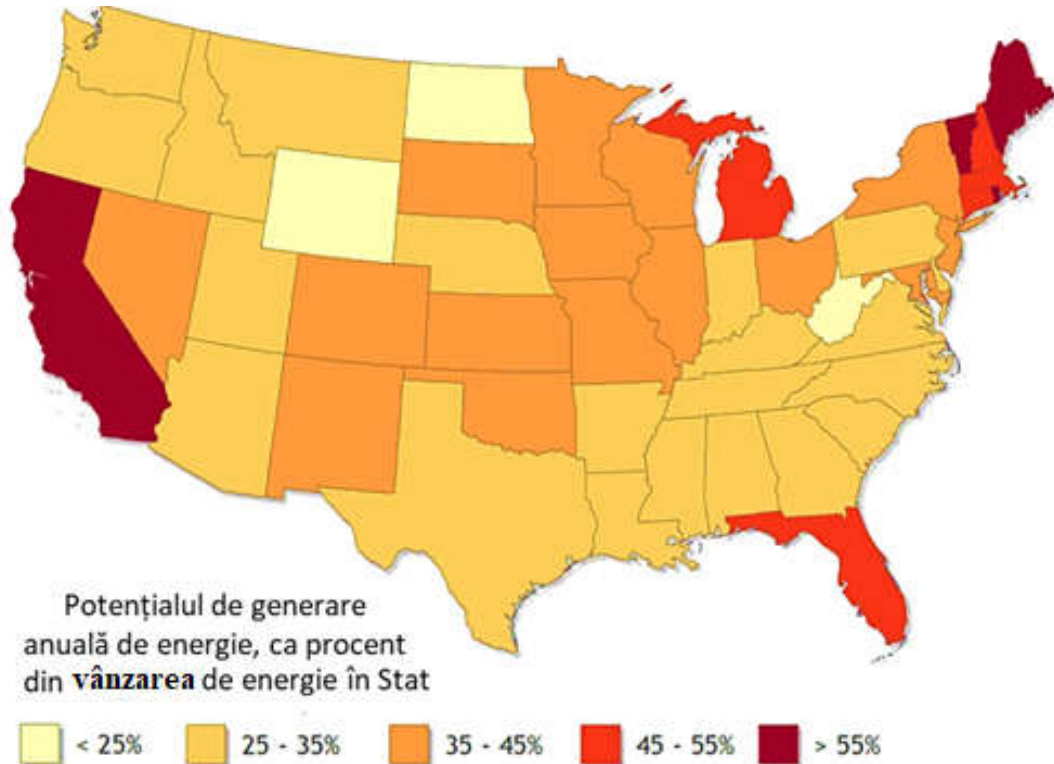 Potențialul de generare
anuală de energie, ca procent
din vânzarea de energie în Stat
< 25% 25 - 35% 35 - 45% 45 - 55% > 55%